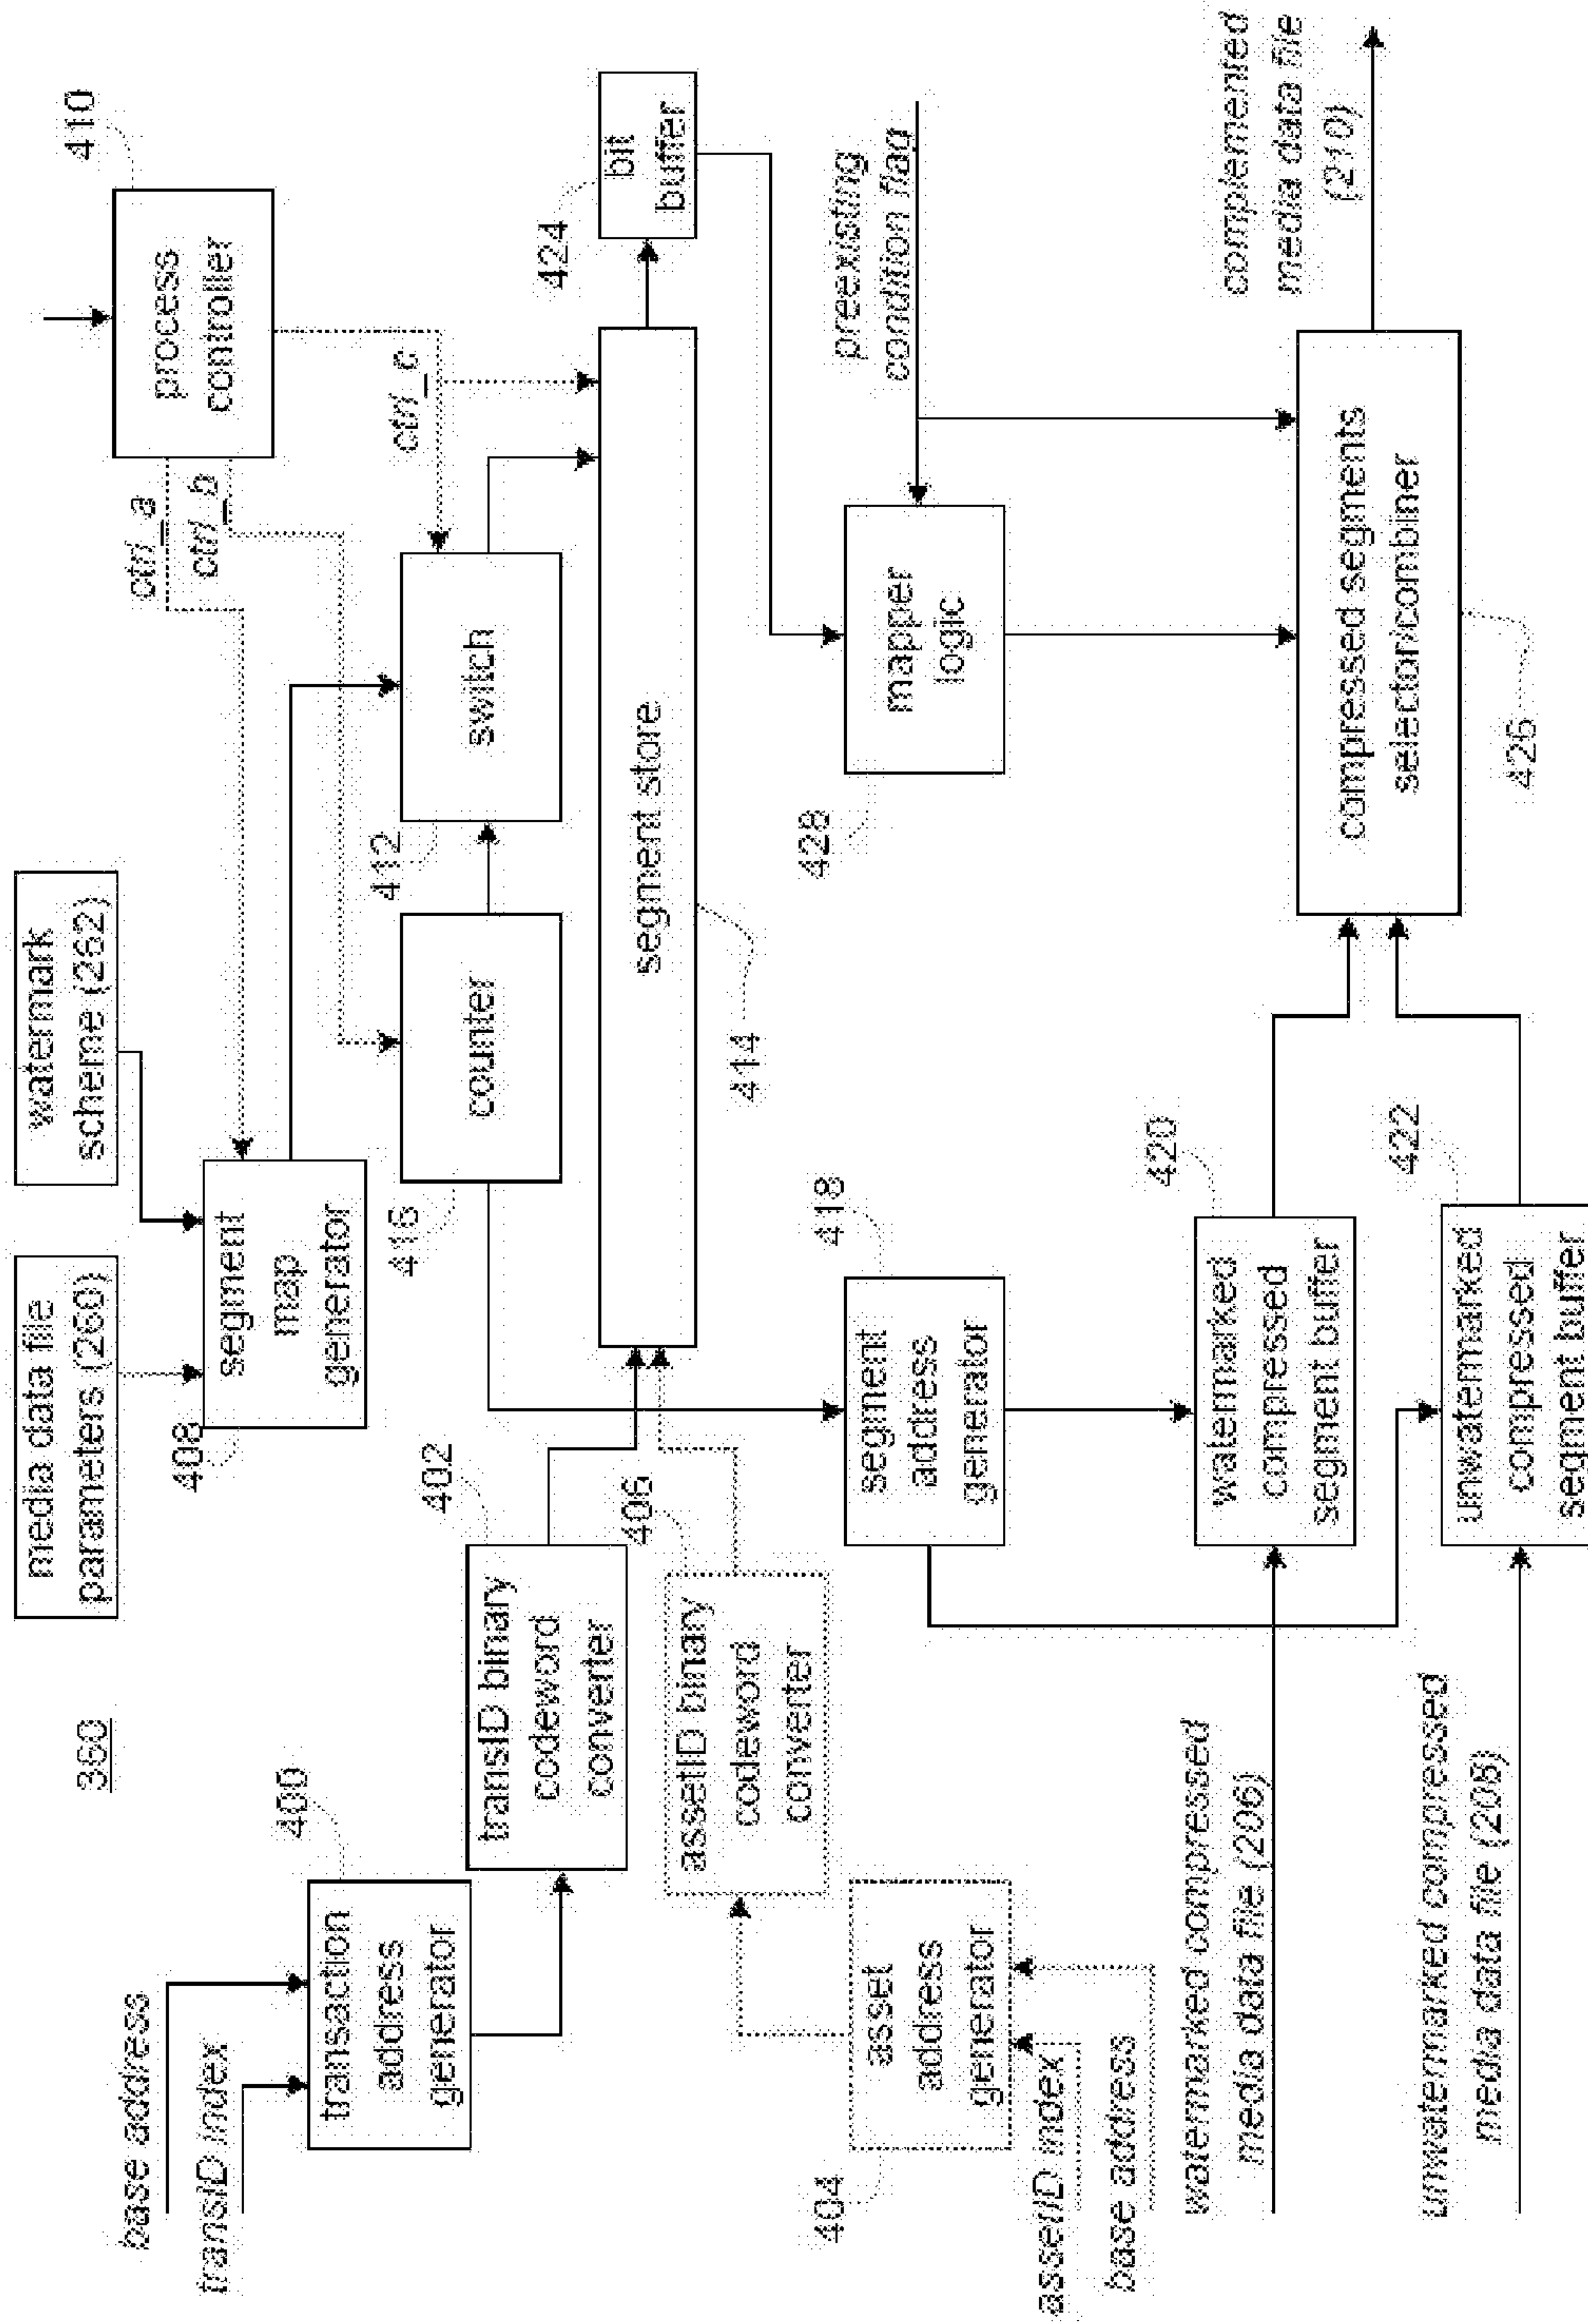 380
media data file
parameters (260)
watermark
scheme (262)
410
process
controller
ctrl_a
ctrl_b
ctrl_c
base address
transID index
400
transaction
address
generator
408
segment
map
generator
402
transID binary
codeword
converter
416
counter
412
switch
406
assetID binary
codeword
converter
segment store
414
424
bit
buffer
404
asset
address
generator
assetID index
base address
418
segment
address
generator
428
mapper
logic
preexisting
condition flag
watermarked compressed
media data file (206)
420
watermarked
compressed
segment buffer
unwatermarked compressed
media data file (208)
422
unwatermarked
compressed
segment buffer
compressed segments
selector/combiner
426
complemented
media data file
(210)